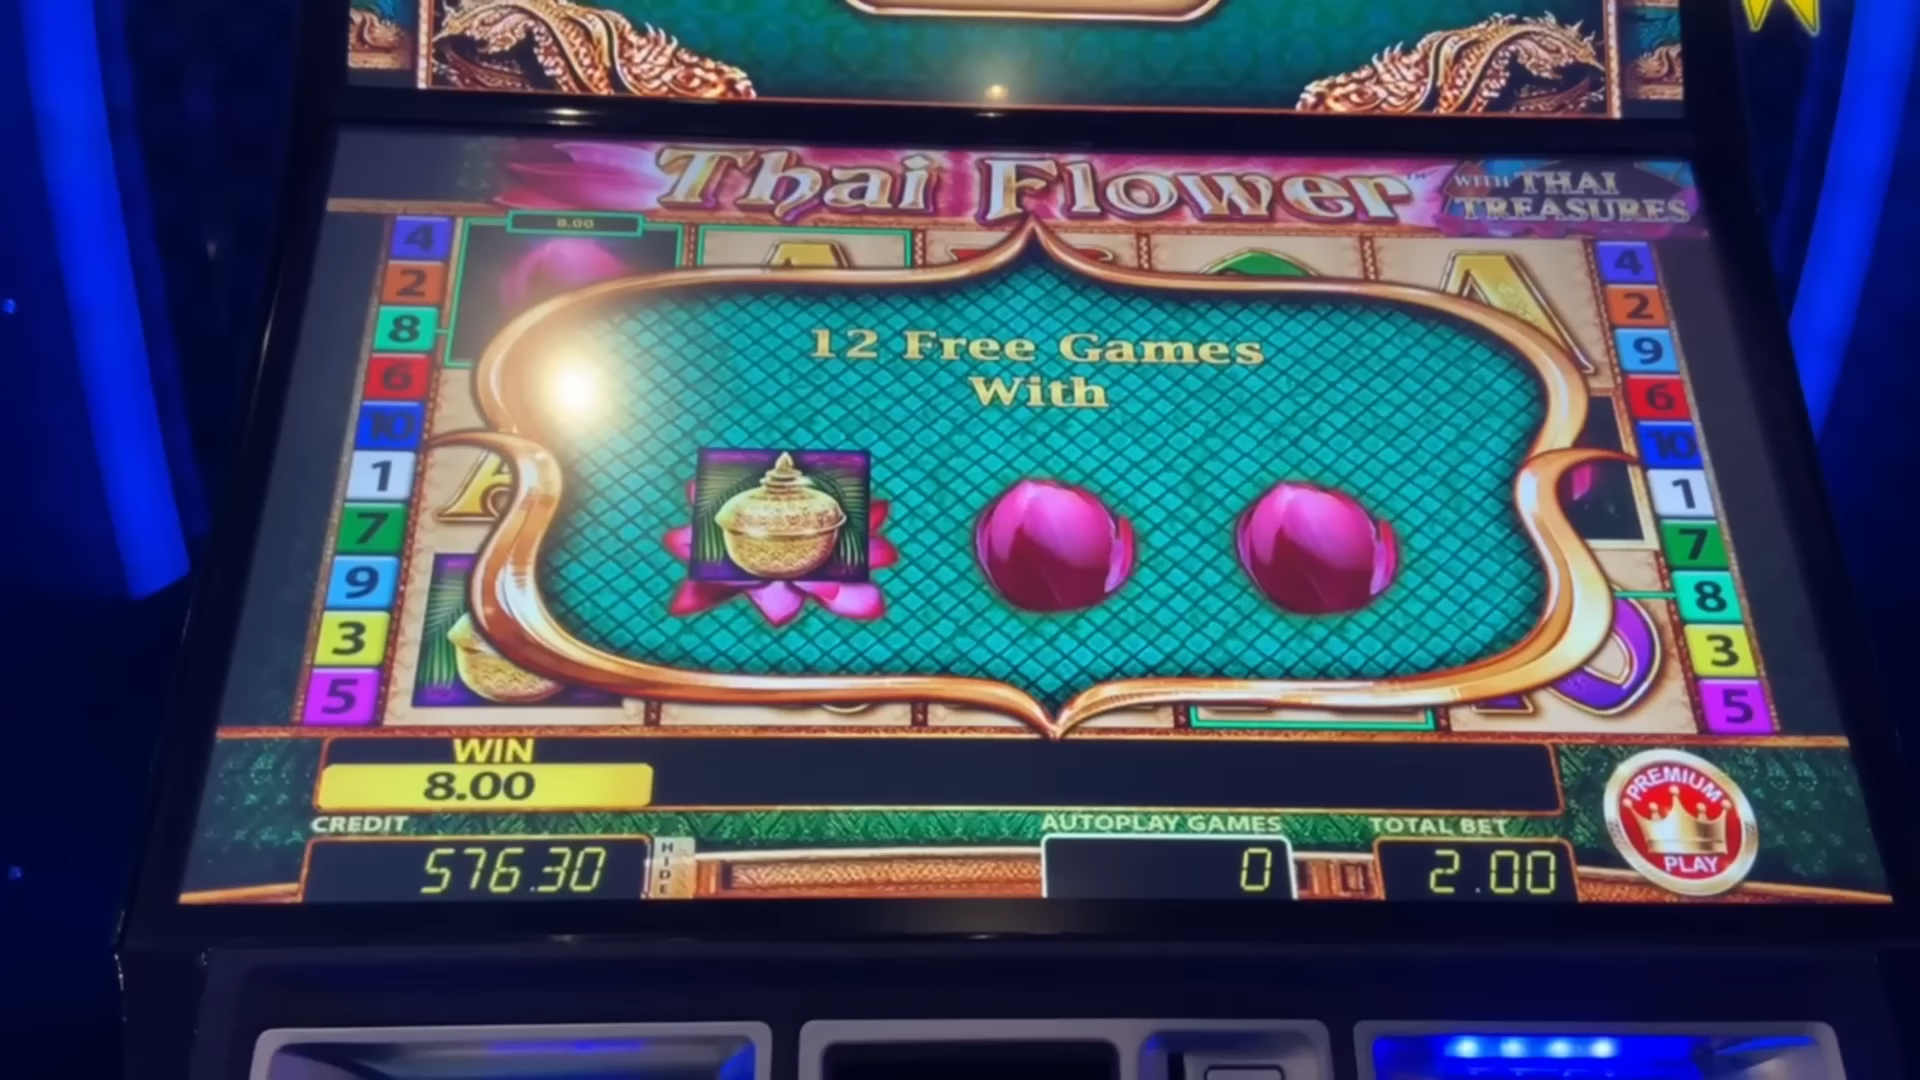 Thai Flower
WITH THAI
TREASURES
8.00
4
2
8
6
10
1
7
9
3
5
12 Free Games
With
4
2
9
6
10
1
7
8
3
5
WIN
8.00
CREDIT
576.30
HIDE
AUTOPLAY GAMES
0
TOTAL BET
2.00
PREMIUM
PLAY